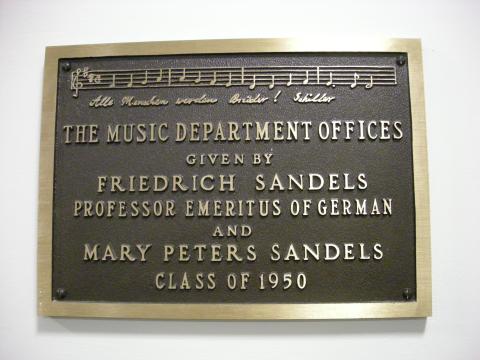 Alle Menschen werden Brüder! Schiller
THE MUSIC DEPARTMENT OFFICES
GIVEN BY
FRIEDRICH SANDELS
PROFESSOR EMERITUS OF GERMAN
AND
MARY PETERS SANDELS
CLASS OF 1950